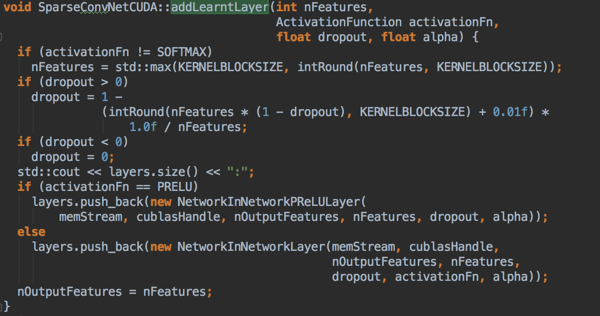 void SparseConvNetCUDA::addLearntLayer(int nFeatures,
ActivationFunction activationFn,
float dropout, float alpha) {
if (activationFn != SOFTMAX)
nFeatures = std::max(KERNELBLOCKSIZE, intRound(nFeatures, KERNELBLOCKSIZE));
if (dropout > 0)
dropout = 1 -
(intRound(nFeatures * (1 - dropout), KERNELBLOCKSIZE) + 0.01f) *
1.0f / nFeatures;
if (dropout < 0)
dropout = 0;
std::cout << layers.size() << ":";
if (activationFn == PRELU)
layers.push_back(new NetworkInNetworkPReLULayer(
memStream, cublasHandle, nOutputFeatures, nFeatures, dropout, alpha));
else
layers.push_back(new NetworkInNetworkLayer(memStream, cublasHandle,
nOutputFeatures, nFeatures,
dropout, activationFn, alpha));
nOutputFeatures = nFeatures;
}